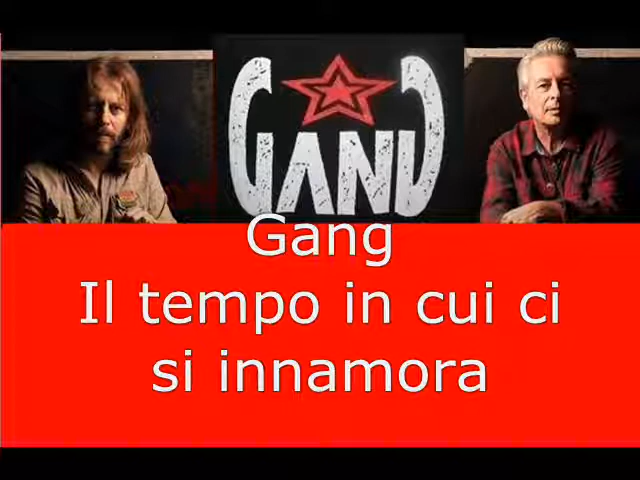 GANG
Gang
Il tempo in cui ci
si innamora